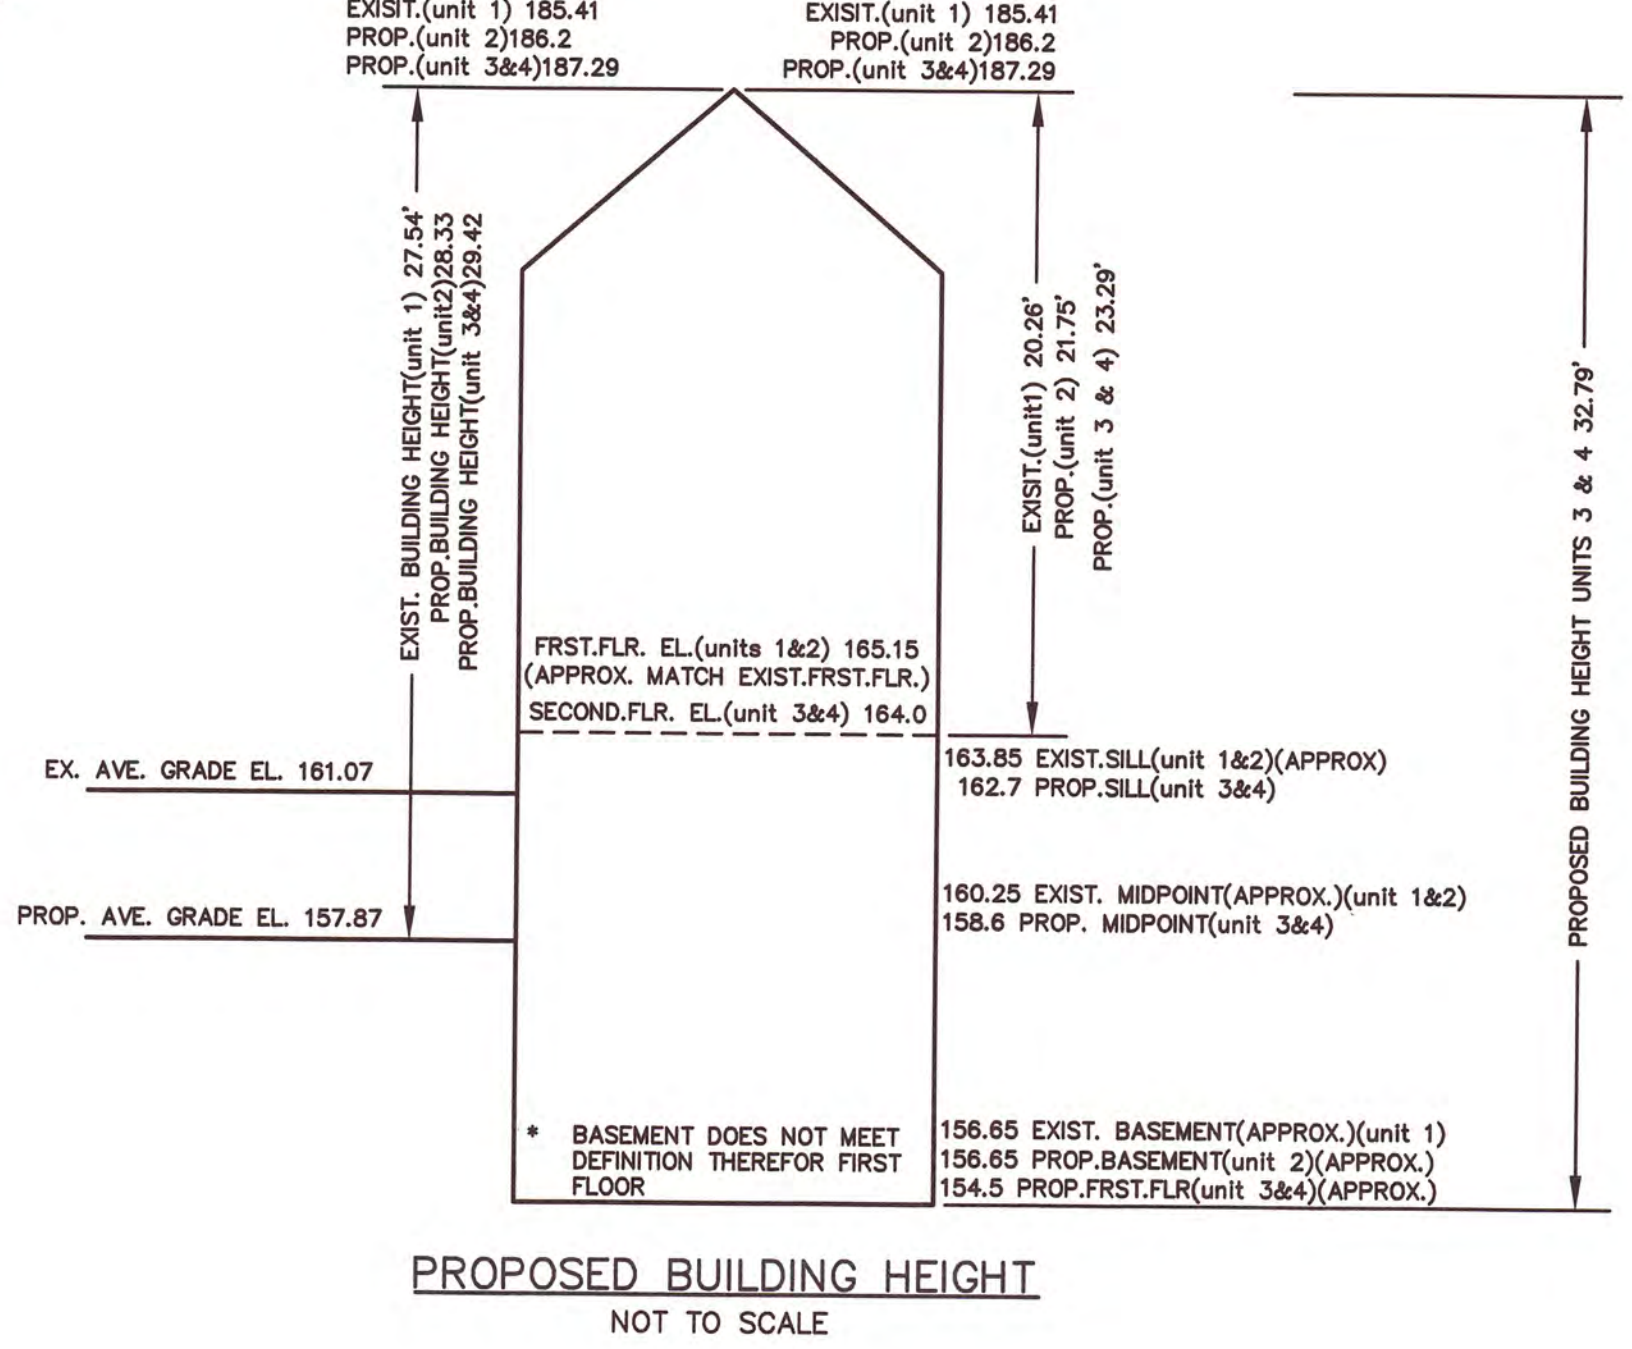 EXISIT.(unit 1) 185.41
PROP.(unit 2)186.2
PROP.(unit 3&4)187.29
EXISIT.(unit 1) 185.41
PROP.(unit 2)186.2
PROP.(unit 3&4)187.29
EXIST. BUILDING HEIGHT(unit 1) 27.54'
PROP.BUILDING HEIGHT(unit2)28.33
PROP.BUILDING HEIGHT(unit 3&4)29.42
EXISIT.(unit1) 20.26'
PROP.(unit 2) 21.75'
PROP.(unit 3 & 4) 23.29'
PROPOSED BUILDING HEIGHT UNITS 3 & 4 32.79'
FRST.FLR. EL.(units 1&2) 165.15
(APPROX. MATCH EXIST.FRST.FLR.)
SECOND.FLR. EL.(unit 3&4) 164.0
EX. AVE. GRADE EL. 161.07
163.85 EXIST.SILL(unit 1&2)(APPROX)
162.7 PROP.SILL(unit 3&4)
PROP. AVE. GRADE EL. 157.87
160.25 EXIST. MIDPOINT(APPROX.)(unit 1&2)
158.6 PROP. MIDPOINT(unit 3&4)
* BASEMENT DOES NOT MEET
DEFINITION THEREFOR FIRST
FLOOR
156.65 EXIST. BASEMENT(APPROX.)(unit 1)
156.65 PROP.BASEMENT(unit 2)(APPROX.)
154.5 PROP.FRST.FLR(unit 3&4)(APPROX.)
PROPOSED BUILDING HEIGHT
NOT TO SCALE